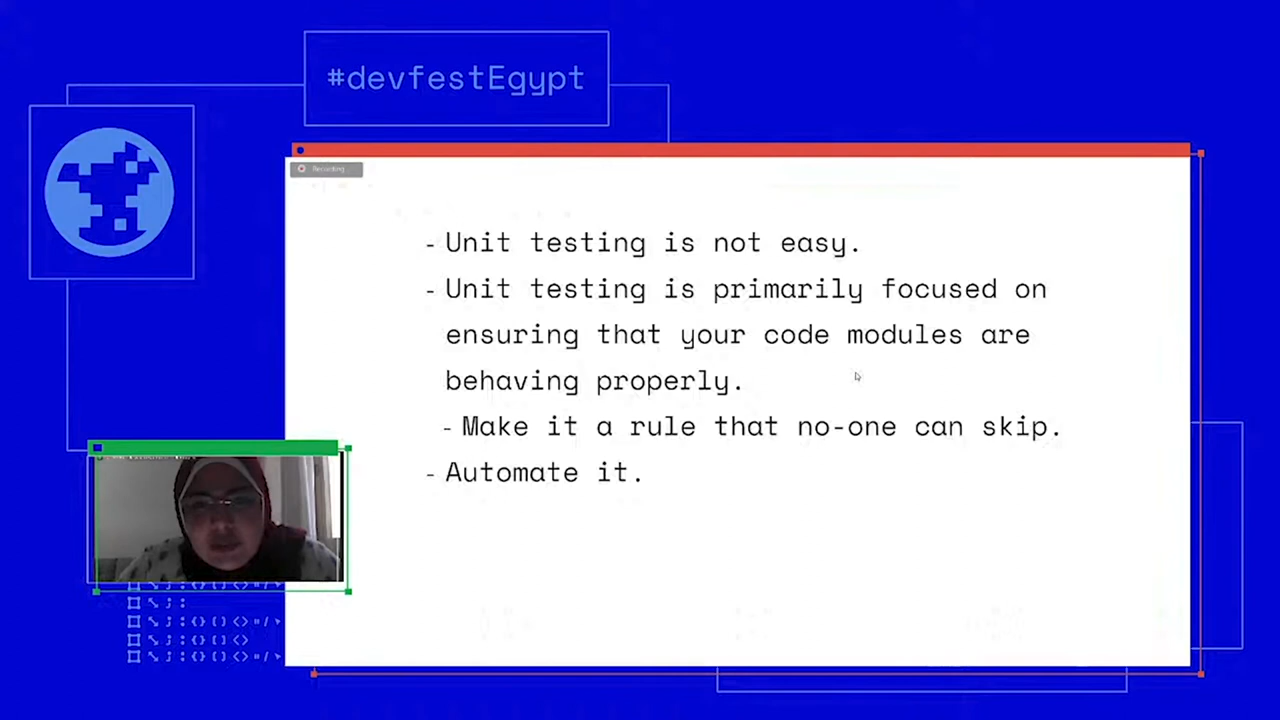 #devfestEgypt
Recording...
- Unit testing is not easy.
- Unit testing is primarily focused on
ensuring that your code modules are
behaving properly.
- Make it a rule that no-one can skip.
- Automate it.